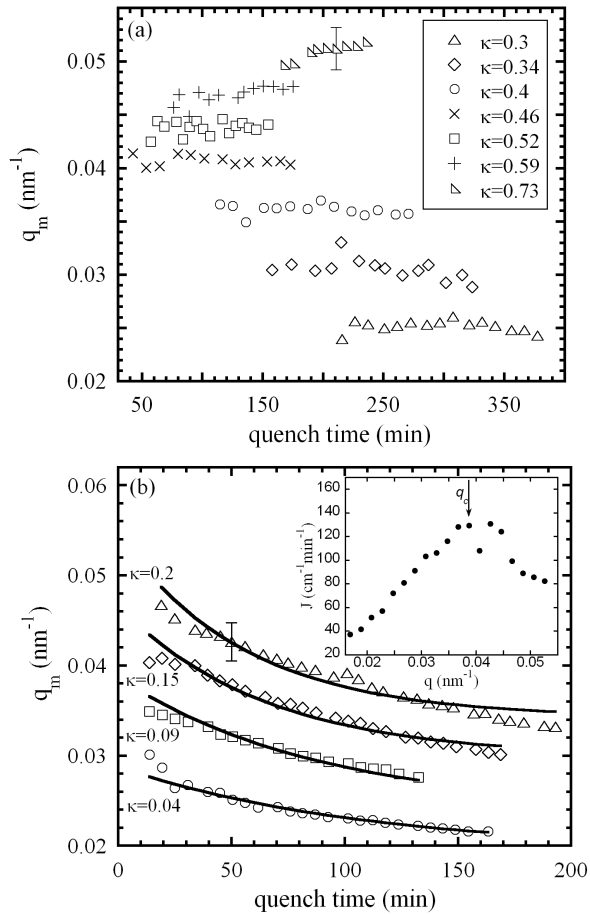 (a)
0.05
0.04
0.03
0.02
q_m (nm⁻¹)
50 150 250 350
quench time (min)
κ=0.3
κ=0.34
κ=0.4
κ=0.46
κ=0.52
κ=0.59
κ=0.73
(b)
0.06
0.05
0.04
0.03
0.02
q_m (nm⁻¹)
κ=0.2
κ=0.15
κ=0.09
κ=0.04
0 50 100 150 200
quench time (min)
q_c
160
140
120
100
80
60
40
20
J (cm⁻¹min⁻¹)
0.02 0.03 0.04 0.05
q (nm⁻¹)